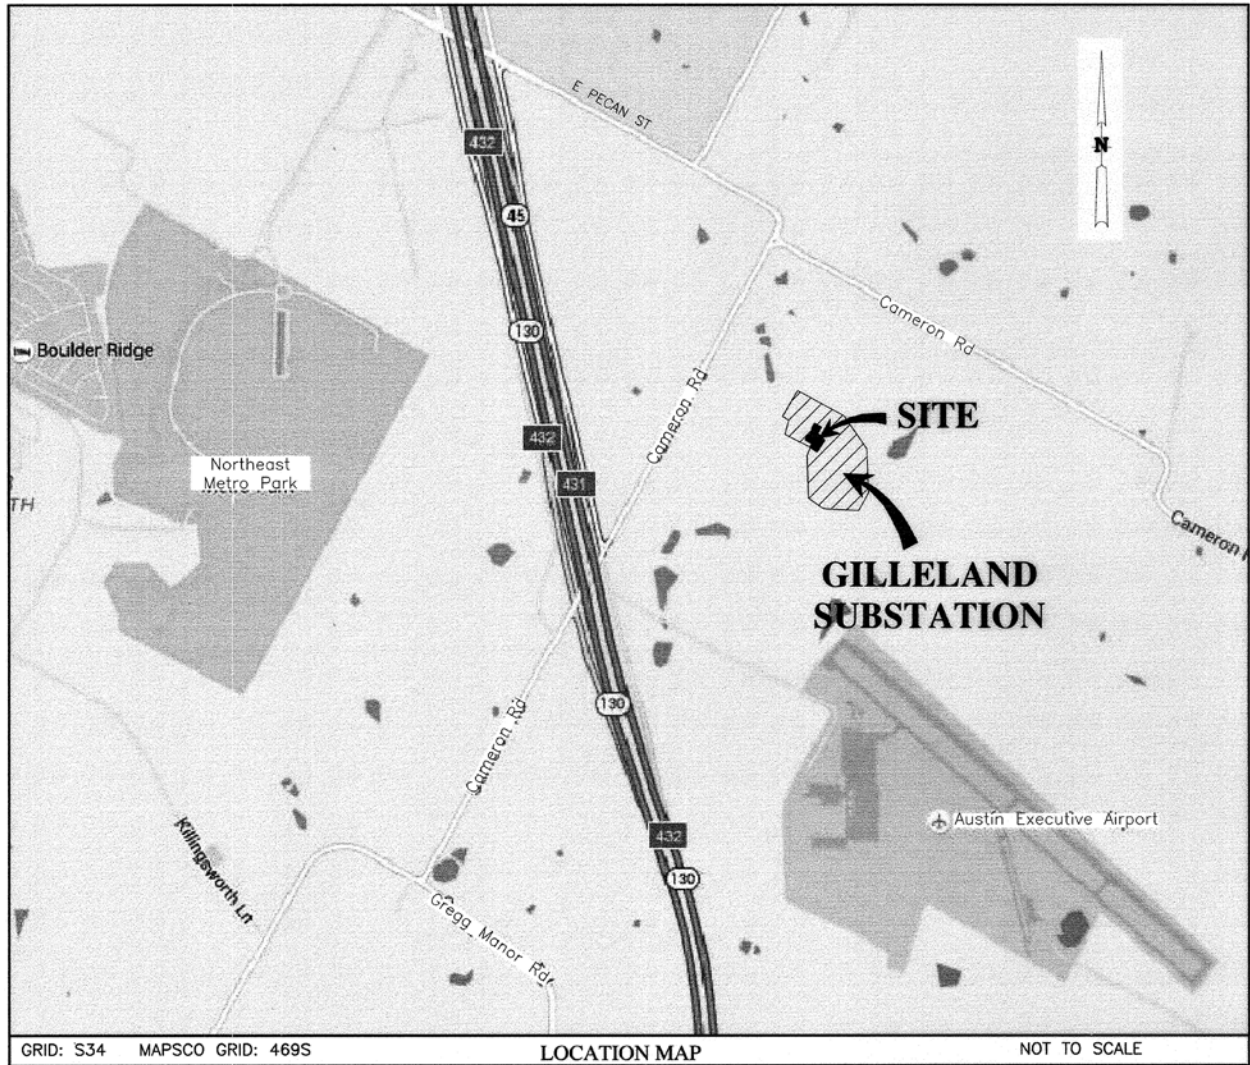 E PECAN ST
432
N
45
Cameron Rd
130
Boulder Ridge
Cameron Rd
SITE
432
Northeast
Metro Park
431
TH
Cameron
GILLELAND
SUBSTATION
130
Cameron Rd
Austin Executive Airport
432
Killingsworth Ln
130
Gregg Manor Rd
GRID: S34 MAPSCO GRID: 469S
LOCATION MAP
NOT TO SCALE